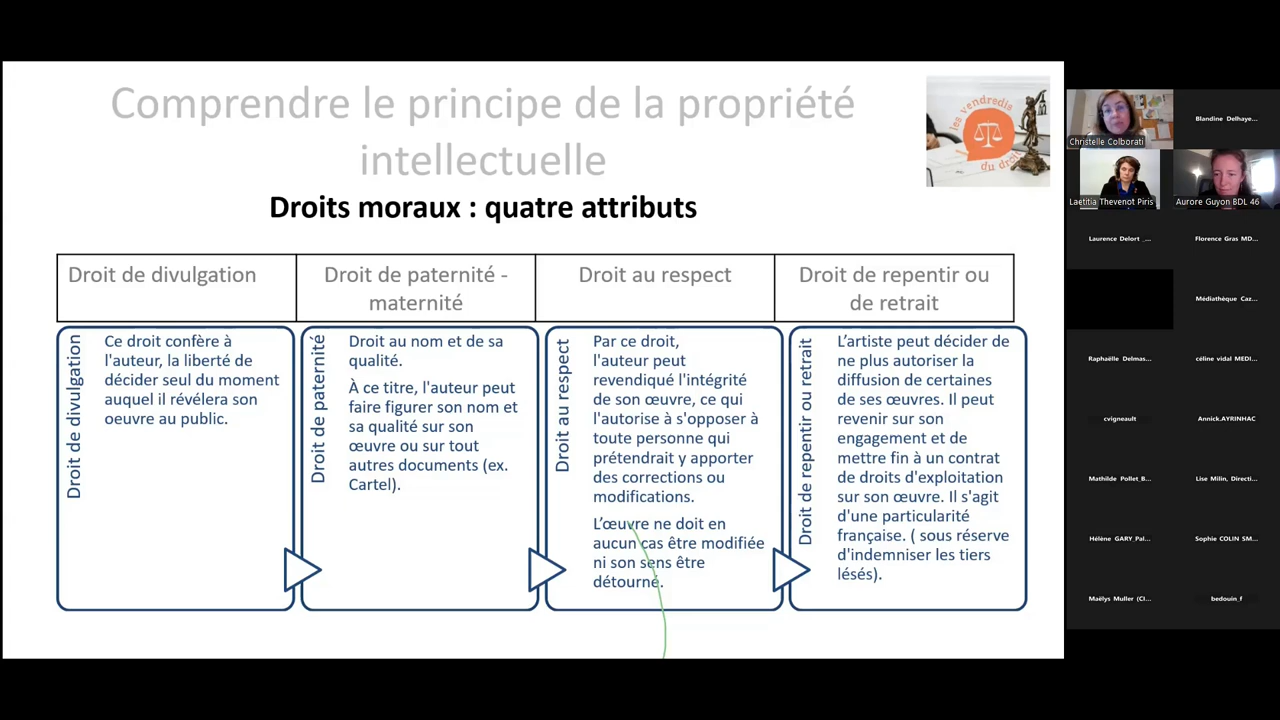 Comprendre le principe de la propriété
intellectuelle
les vendredis
du droit
Droits moraux : quatre attributs
Droit de divulgation
Droit de paternité -
maternité
Droit au respect
Droit de repentir ou
de retrait
Droit de divulgation
Ce droit confère à
l'auteur, la liberté de
décider seul du moment
auquel il révélera son
oeuvre au public.
Droit de paternité
Droit au nom et de sa
qualité.
À ce titre, l'auteur peut
faire figurer son nom et
sa qualité sur son
œuvre ou sur tout
autres documents (ex.
Cartel).
Droit au respect
Par ce droit,
l'auteur peut
revendiqué l'intégrité
de son œuvre, ce qui
l'autorise à s'opposer à
toute personne qui
prétendrait y apporter
des corrections ou
modifications.
L’œuvre ne doit en
aucun cas être modifiée
ni son sens être
détourné.
Droit de repentir ou retrait
L’artiste peut décider de
ne plus autoriser la
diffusion de certaines
de ses œuvres. Il peut
revenir sur son
engagement et de
mettre fin à un contrat
de droits d'exploitation
sur son œuvre. Il s'agit
d'une particularité
française. ( sous réserve
d'indemniser les tiers
lésés).
Christelle Colborati
Blandine Delhaye...
Laetitia Thevenot Piris
Aurore Guyon BDL 46
Laurence Delort _...
Florence Gras MD...
Médiathèque Caz...
Raphaëlle Delmas...
céline vidal MEDI...
cvigneault
Annick.AYRINHAC
Mathilde Pollet_B...
Lise Milin, Directi...
Hélène GARY_Pal...
Sophie COLIN SM...
Maëlys Muller (CI...
bedouin_f